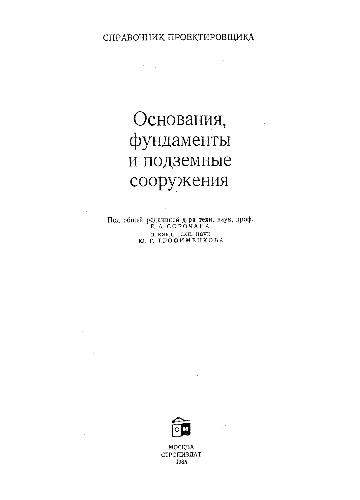 СПРАВОЧНИК ПРОЕКТИРОВЩИКА
Основания,
фундаменты
и подземные
сооружения
Под общей редакцией д-ра техн. наук, проф.
Е. А. СОРОЧАНА
и канд. техн. наук
Ю. Г. ТРОФИМЕНКОВА
МОСКВА
СТРОЙИЗДАТ